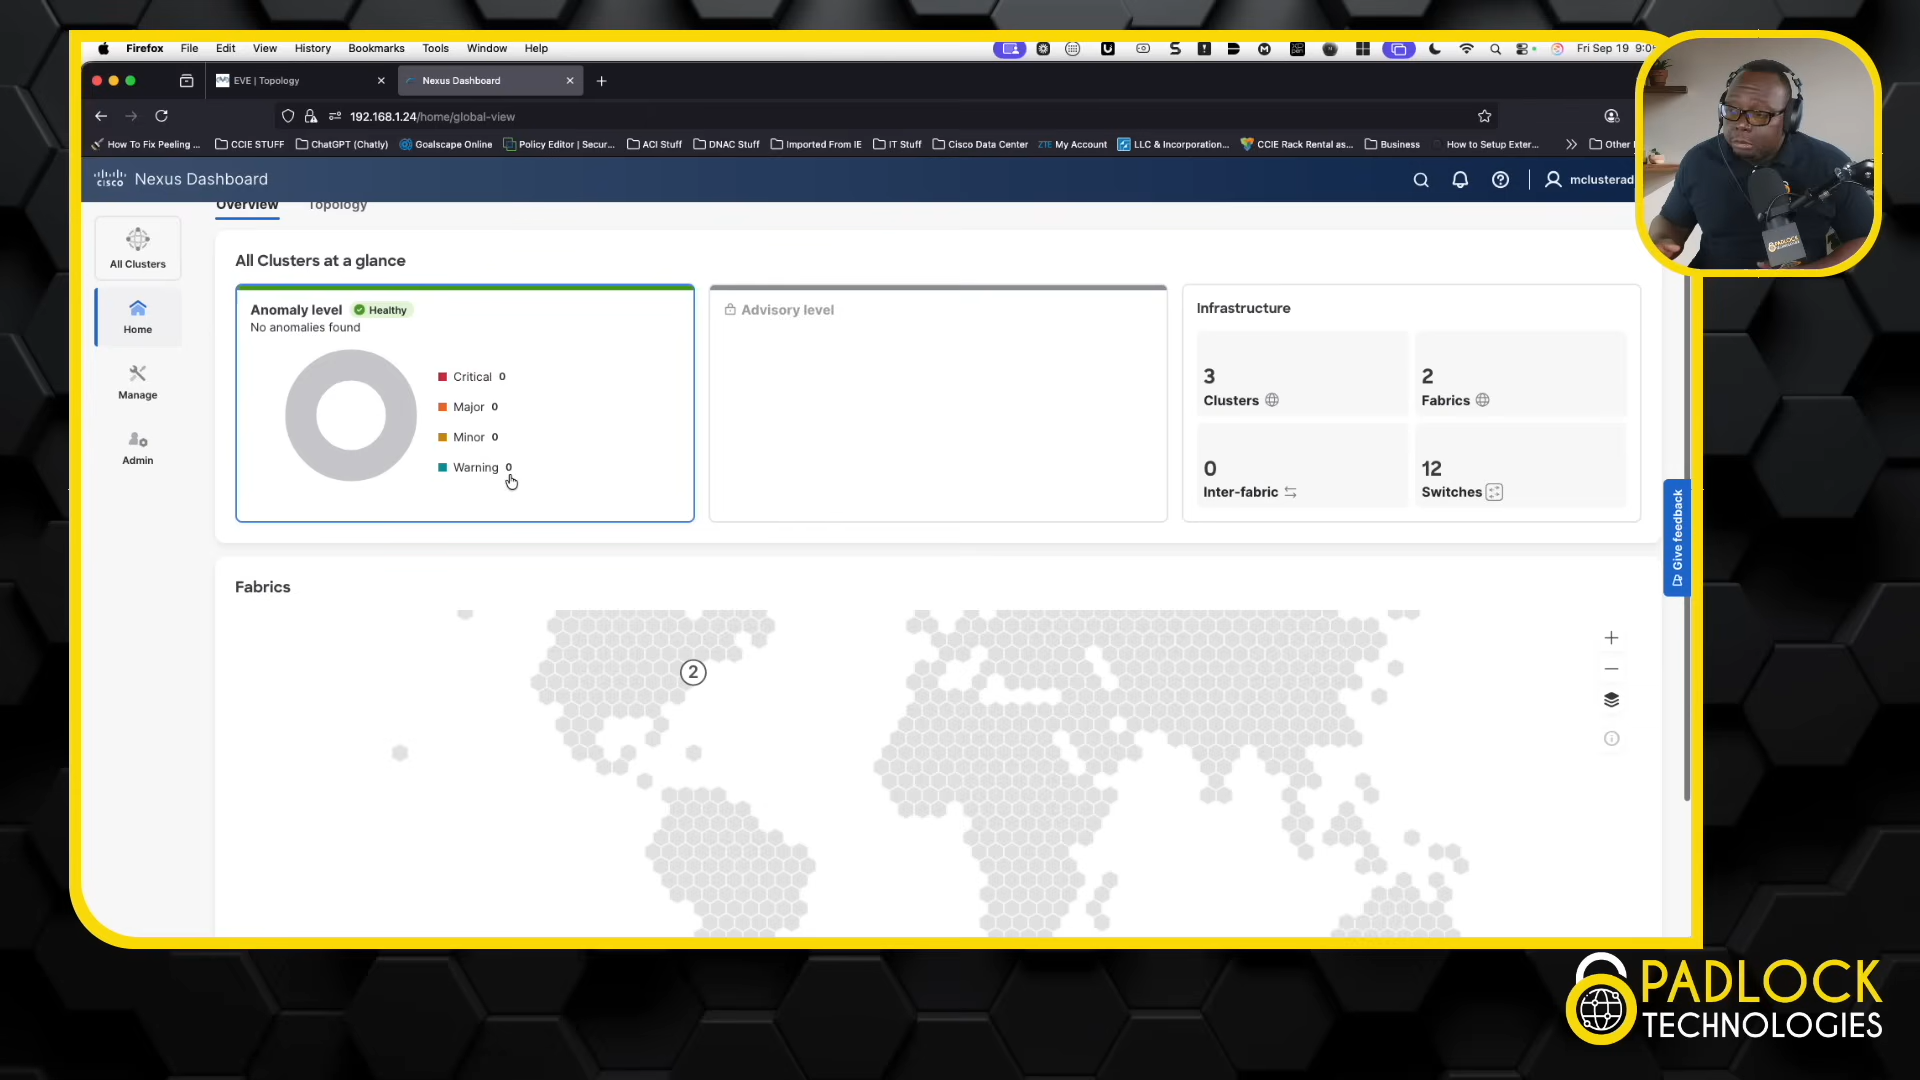 Firefox File Edit View History Bookmarks Tools Window Help
Fri Sep 19 9:0
EVE | Topology
Nexus Dashboard
192.168.1.24/home/global-view
How To Fix Peeling ... CCIE STUFF ChatGPT (Chatly) Goalscape Online Policy Editor | Secur... ACI Stuff DNAC Stuff Imported From IE IT Stuff Cisco Data Center ZTE My Account LLC & Incorporation... CCIE Rack Rental as... Business How to Setup Exter... Other
CISCO Nexus Dashboard
mclusterad
Overview Topology
All Clusters
Home
Manage
Admin
All Clusters at a glance
Anomaly level Healthy
No anomalies found
Critical 0
Major 0
Minor 0
Warning 0
Advisory level
Infrastructure
3
Clusters
2
Fabrics
0
Inter-fabric
12
Switches
Give feedback
Fabrics
2
PADLOCK
TECHNOLOGIES